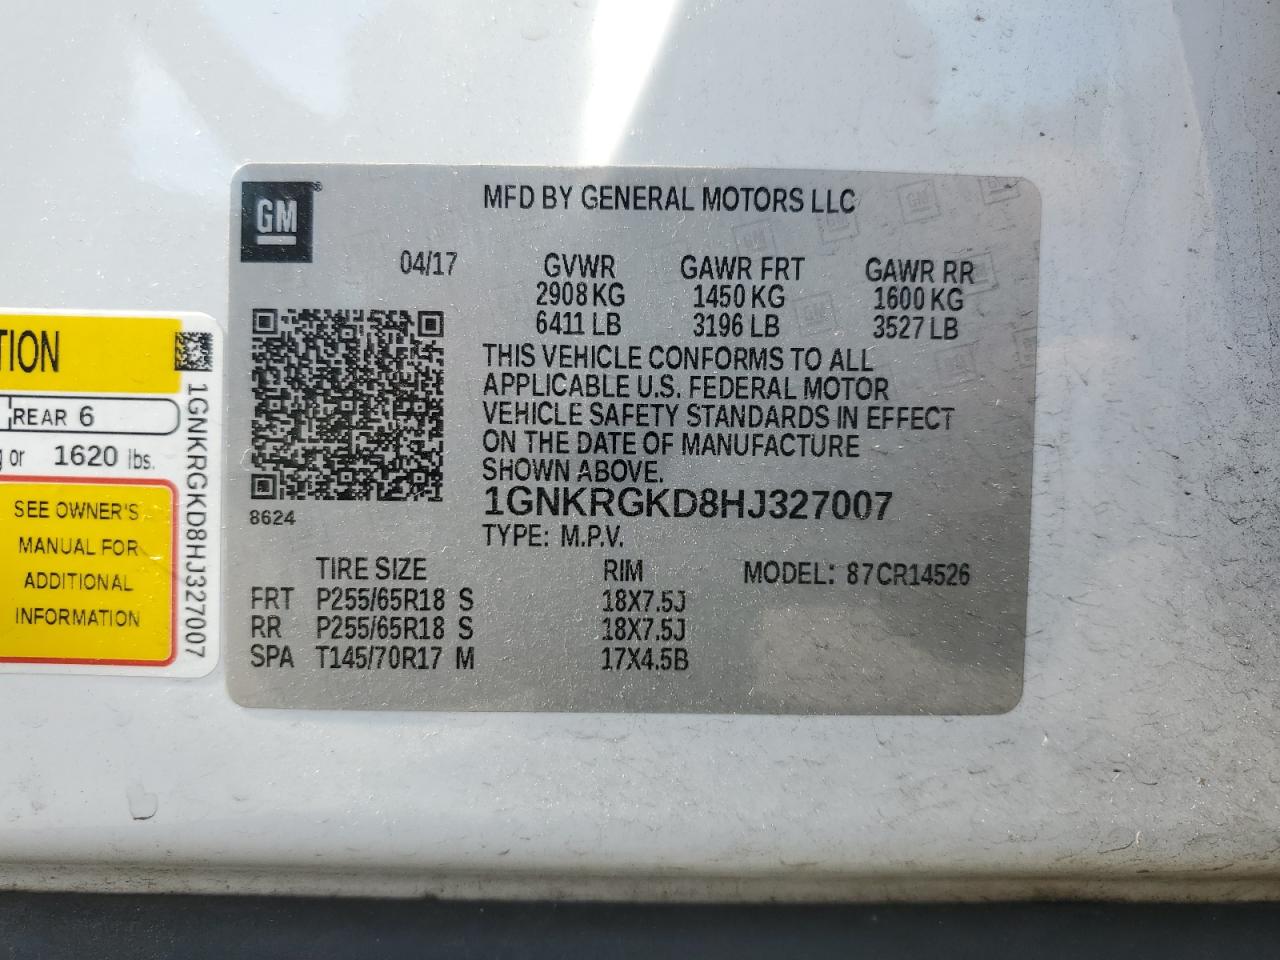 GM
MFD BY GENERAL MOTORS LLC
04/17
GVWR GAWR FRT GAWR RR
2908 KG 1450 KG 1600 KG
6411 LB 3196 LB 3527 LB
THIS VEHICLE CONFORMS TO ALL
APPLICABLE U.S. FEDERAL MOTOR
VEHICLE SAFETY STANDARDS IN EFFECT
ON THE DATE OF MANUFACTURE
SHOWN ABOVE.
1GNKRGKD8HJ327007
8624
TYPE: M.P.V.
TIRE SIZE RIM MODEL: 87CR14526
FRT P255/65R18 S 18X7.5J
RR P255/65R18 S 18X7.5J
SPA T145/70R17 M 17X4.5B
TION
REAR 6
g or 1620 lbs.
SEE OWNER'S
MANUAL FOR
ADDITIONAL
INFORMATION
1GNKRGKD8HJ327007